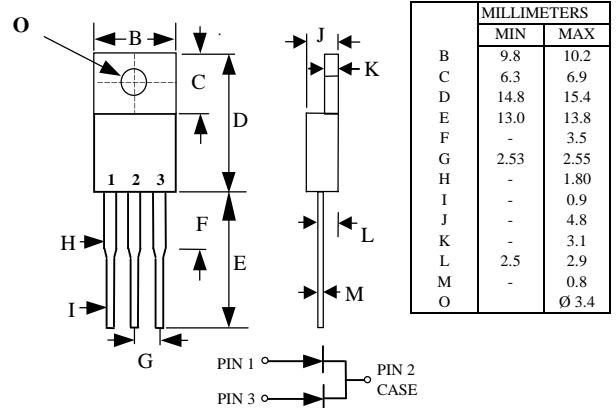 O
B
C
D
1 2 3
H
F
E
I
G
J
K
L
M
MILLIMETERS
MIN MAX
B 9.8 10.2
C 6.3 6.9
D 14.8 15.4
E 13.0 13.8
F - 3.5
G 2.53 2.55
H - 1.80
I - 0.9
J - 4.8
K - 3.1
L 2.5 2.9
M - 0.8
O Ø 3.4
PIN 1
PIN 3
PIN 2
CASE